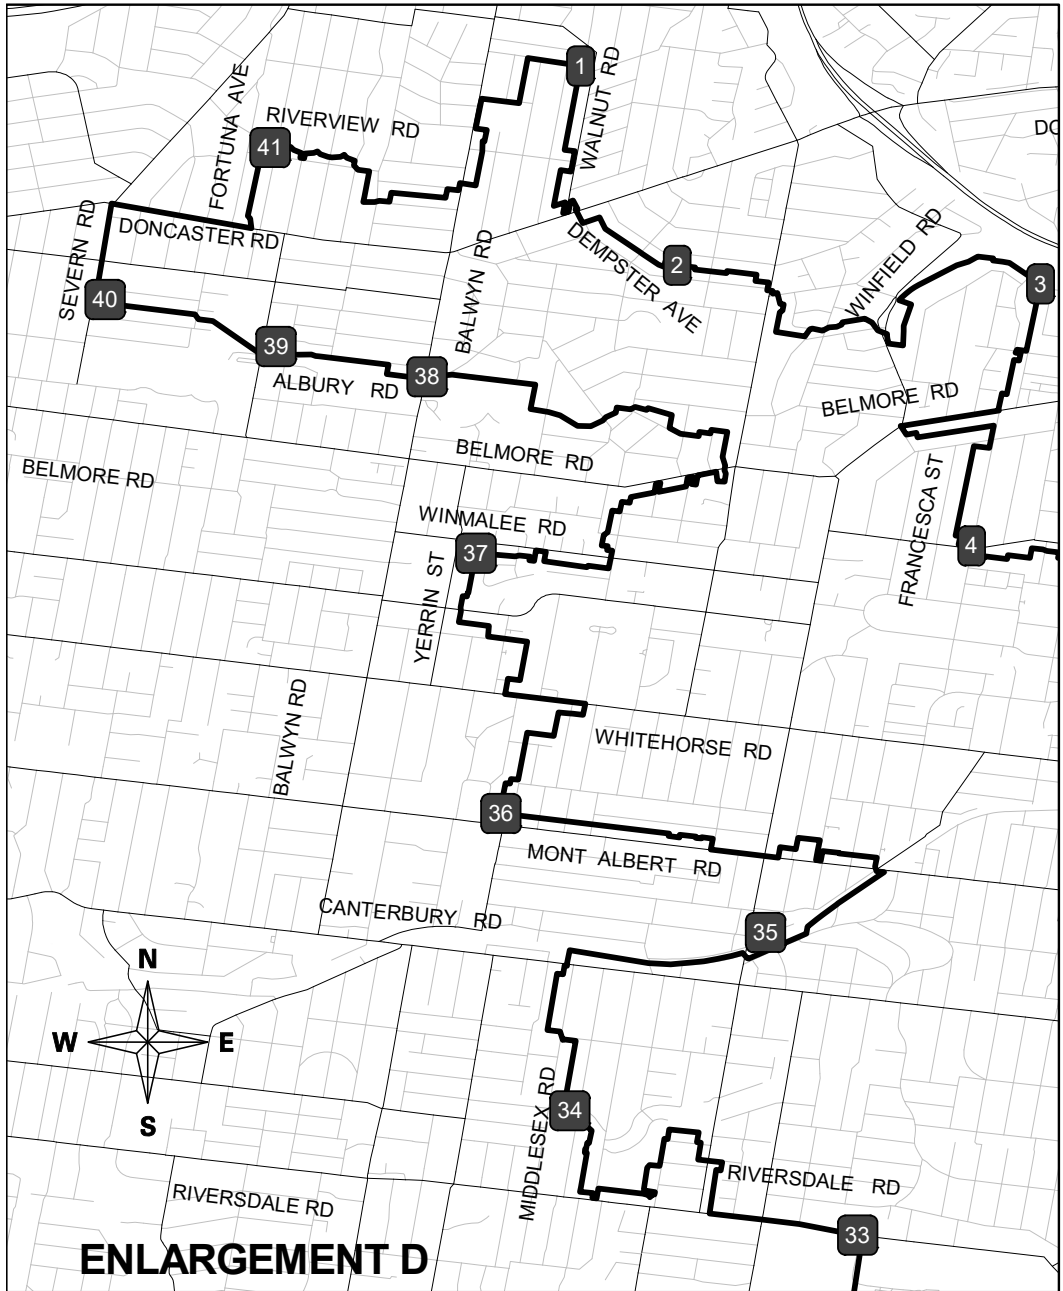 1
WALNUT RD
FORTUNA AVE
RIVERVIEW RD
41
DO
SEVERN RD
DONCASTER RD
BALWYN RD
DEMPSTER AVE
2
WINFIELD RD
3
40
39
38
ALBURY RD
BELMORE RD
BELMORE RD
BELMORE RD
FRANCESCA ST
WINMALEE RD
37
4
YERRIN ST
BALWYN RD
WHITEHORSE RD
36
MONT ALBERT RD
CANTERBURY RD
35
N
W
E
S
MIDDLESEX RD
34
RIVERSDALE RD
RIVERSDALE RD
33
ENLARGEMENT D